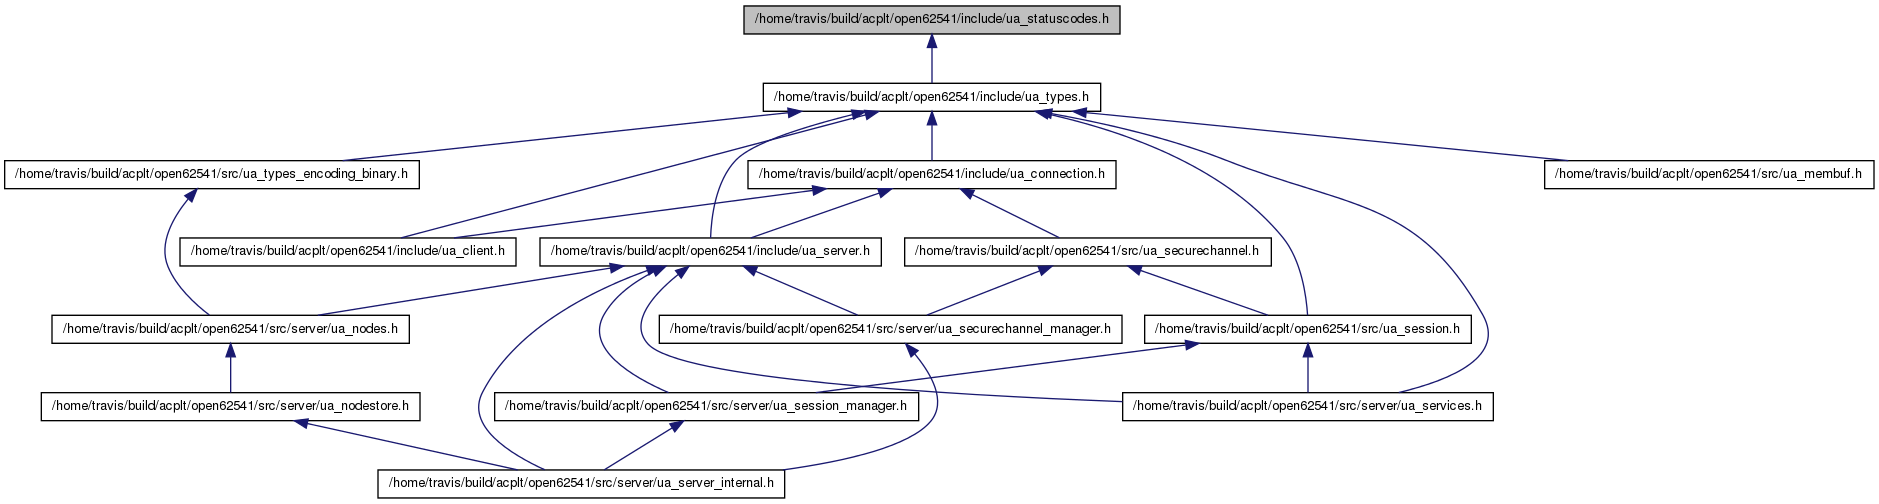 /home/travis/build/acplt/open62541/include/ua_statuscodes.h
/home/travis/build/acplt/open62541/include/ua_types.h
/home/travis/build/acplt/open62541/src/ua_types_encoding_binary.h
/home/travis/build/acplt/open62541/include/ua_connection.h
/home/travis/build/acplt/open62541/src/ua_membuf.h
/home/travis/build/acplt/open62541/include/ua_client.h
/home/travis/build/acplt/open62541/include/ua_server.h
/home/travis/build/acplt/open62541/src/ua_securechannel.h
/home/travis/build/acplt/open62541/src/server/ua_nodes.h
/home/travis/build/acplt/open62541/src/server/ua_securechannel_manager.h
/home/travis/build/acplt/open62541/src/ua_session.h
/home/travis/build/acplt/open62541/src/server/ua_nodestore.h
/home/travis/build/acplt/open62541/src/server/ua_session_manager.h
/home/travis/build/acplt/open62541/src/server/ua_services.h
/home/travis/build/acplt/open62541/src/server/ua_server_internal.h